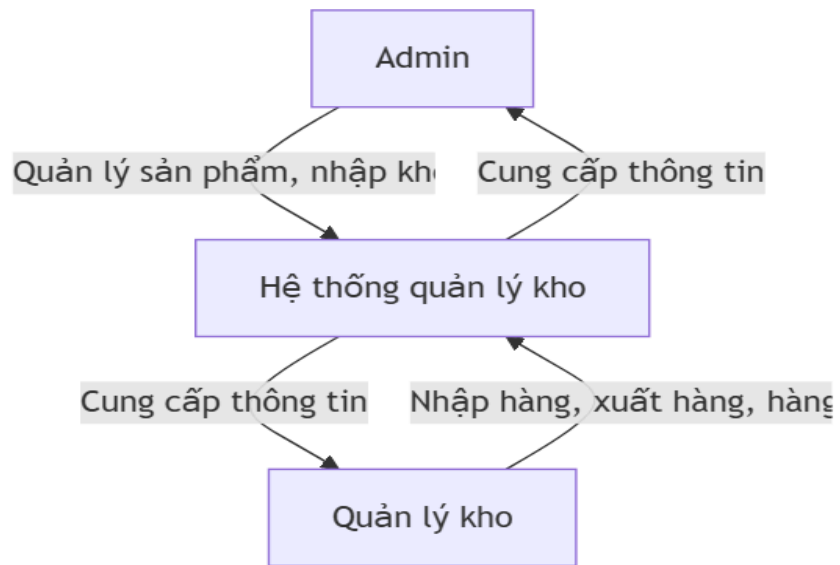 Admin
Quản lý sản phẩm, nhập kh
Cung cấp thông tin
Hệ thống quản lý kho
Cung cấp thông tin
Nhập hàng, xuất hàng, hàng
Quản lý kho